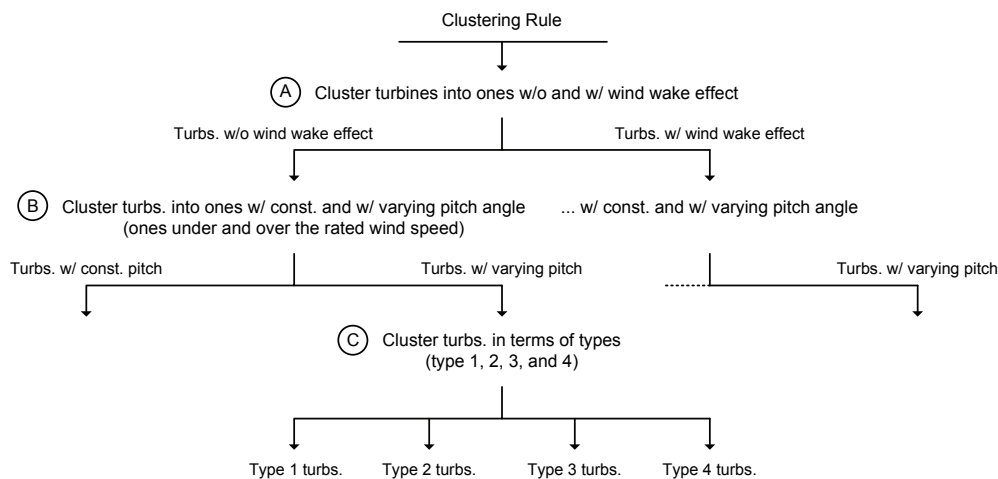 Clustering Rule
A Cluster turbines into ones w/o and w/ wind wake effect
Turbs. w/o wind wake effect
Turbs. w/ wind wake effect
B Cluster turbs. into ones w/ const. and w/ varying pitch angle
(ones under and over the rated wind speed)
... w/ const. and w/ varying pitch angle
Turbs. w/ const. pitch
Turbs. w/ varying pitch
Turbs. w/ varying pitch
C Cluster turbs. in terms of types
(type 1, 2, 3, and 4)
Type 1 turbs.
Type 2 turbs.
Type 3 turbs.
Type 4 turbs.